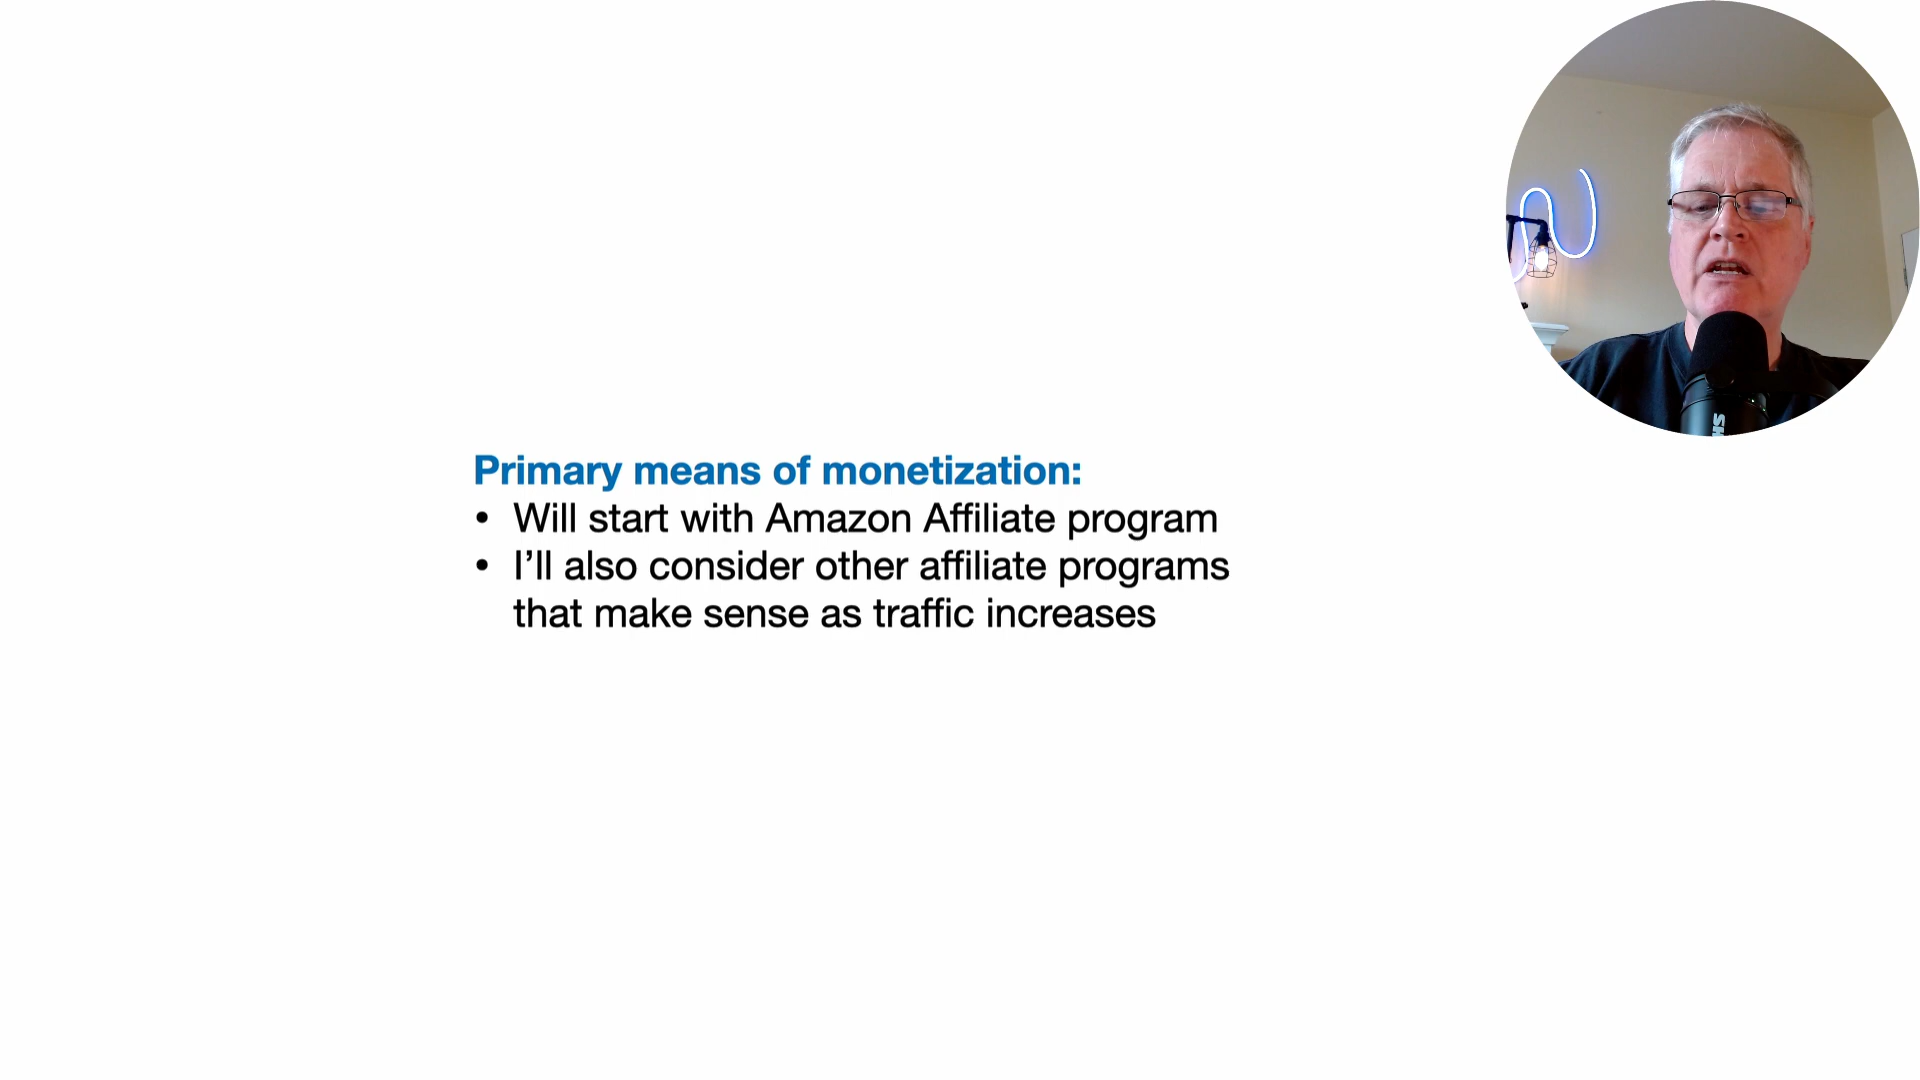 Primary means of monetization:
• Will start with Amazon Affiliate program
• I’ll also consider other affiliate programs
that make sense as traffic increases
SH